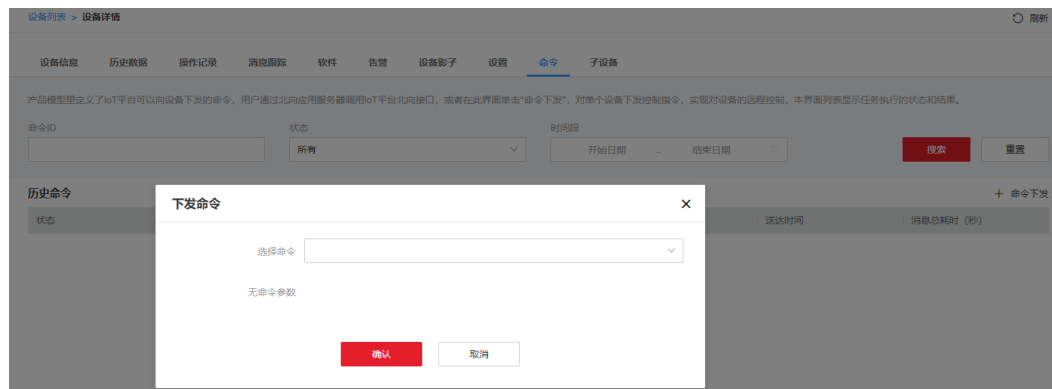 设备列表 > 设备详情
刷新
设备信息 历史数据 操作记录 消息跟踪 软件 告警 设备影子 设置 命令 子设备
产品模型里定义了IoT平台可以向设备下发的命令，用户通过北向应用服务器调用IoT平台北向接口，或者在此界面单击“命令下发”，对单个设备下发控制指令，实现对设备的远程控制，本界面列表显示任务执行的状态和结果。
命令ID 状态 时间段
所有 开始日期 - 结束日期 搜索 重置
历史命令 + 命令下发
状态 送达时间 消息总耗时（秒）
下发命令 ×
选择命令
无命令参数
确认 取消